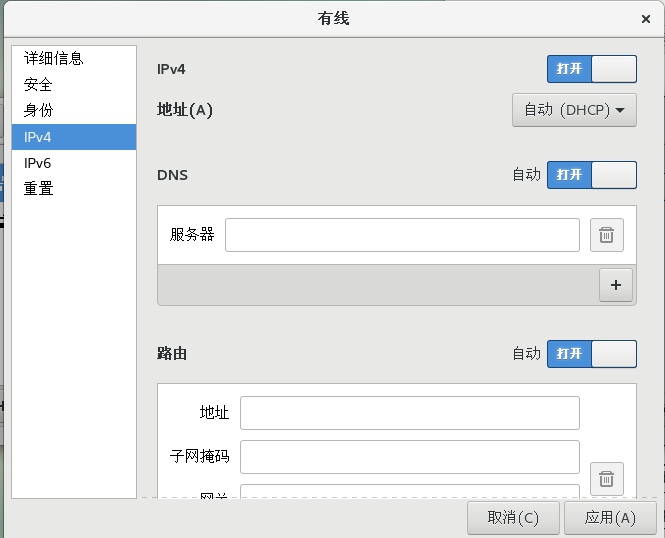 有线
详细信息
安全
身份
IPv4
IPv6
重置
IPv4 打开
地址(A) 自动 (DHCP)
DNS 自动 打开
服务器
路由 自动 打开
地址
子网掩码
网关
取消(C) 应用(A)